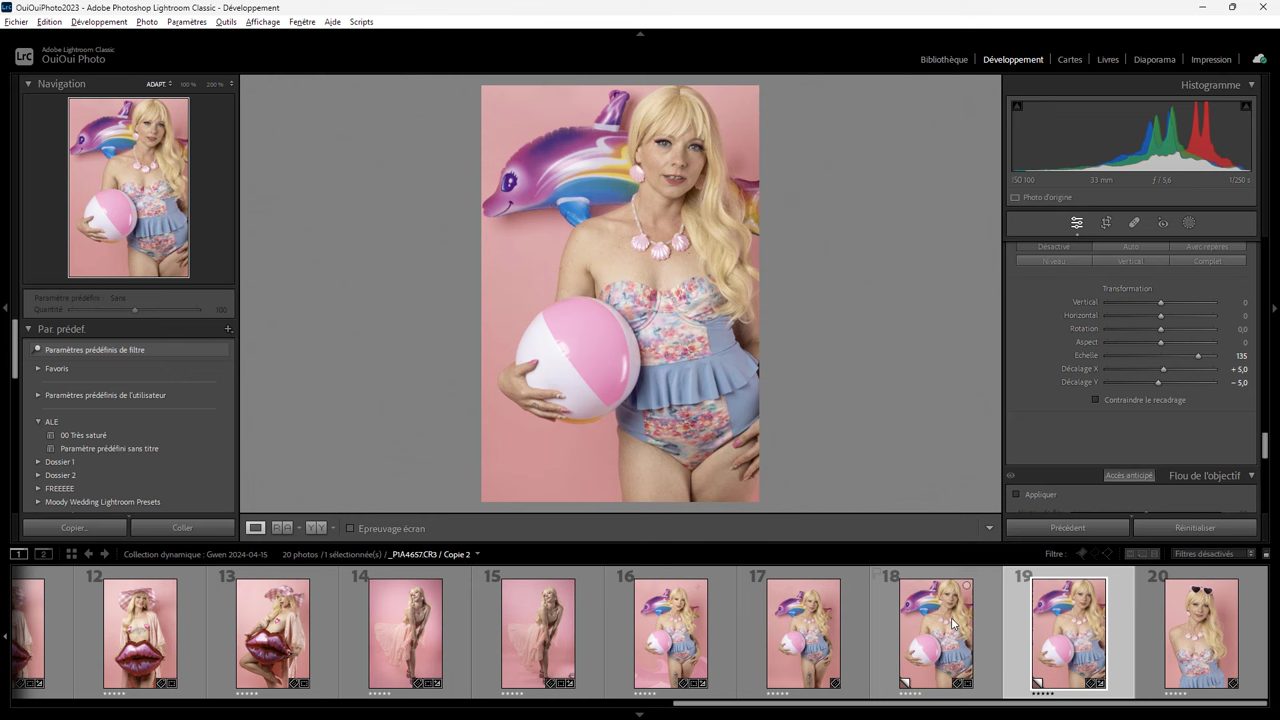 OuiOuiPhoto2023 - Adobe Photoshop Lightroom Classic - Développement
Fichier Edition Développement Photo Paramètres Outils Affichage Fenêtre Aide Scripts
Lrc
Adobe Lightroom Classic
OuiOui Photo
Bibliothèque Développement Cartes Livres Diaporama Impression
Navigation ADAPT. 100 % 200 %
Histogramme
ISO 100 33 mm ƒ / 5,6 1/250 s
Photo d'origine
Désactivé Auto Avec repères
Niveau Vertical Complet
Transformation
Vertical 0
Horizontal 0
Rotation 0,0
Aspect 0
Echelle 135
Décalage X + 5,0
Décalage Y - 5,0
Contraindre le recadrage
Accès anticipé Flou de l'objectif
Appliquer
Précédent Réinitialiser
Paramètre prédéfini : Sans
Quantité 100
Par. prédéf. +
Paramètres prédéfinis de filtre
Favoris
Paramètres prédéfinis de l'utilisateur
ALE
00 Très saturé
Paramètre prédéfini sans titre
Dossier 1
Dossier 2
FREEEEE
Moody Wedding Lightroom Presets
Copier... Coller
R A Y Y Epreuvage écran
1 2 Collection dynamique : Gwen 2024-04-15 20 photos /1 sélectionnée(s) / _P1A4657.CR3 / Copie 2
Filtre : Filtres désactivés
12 13 14 15 16 17 18 19 20